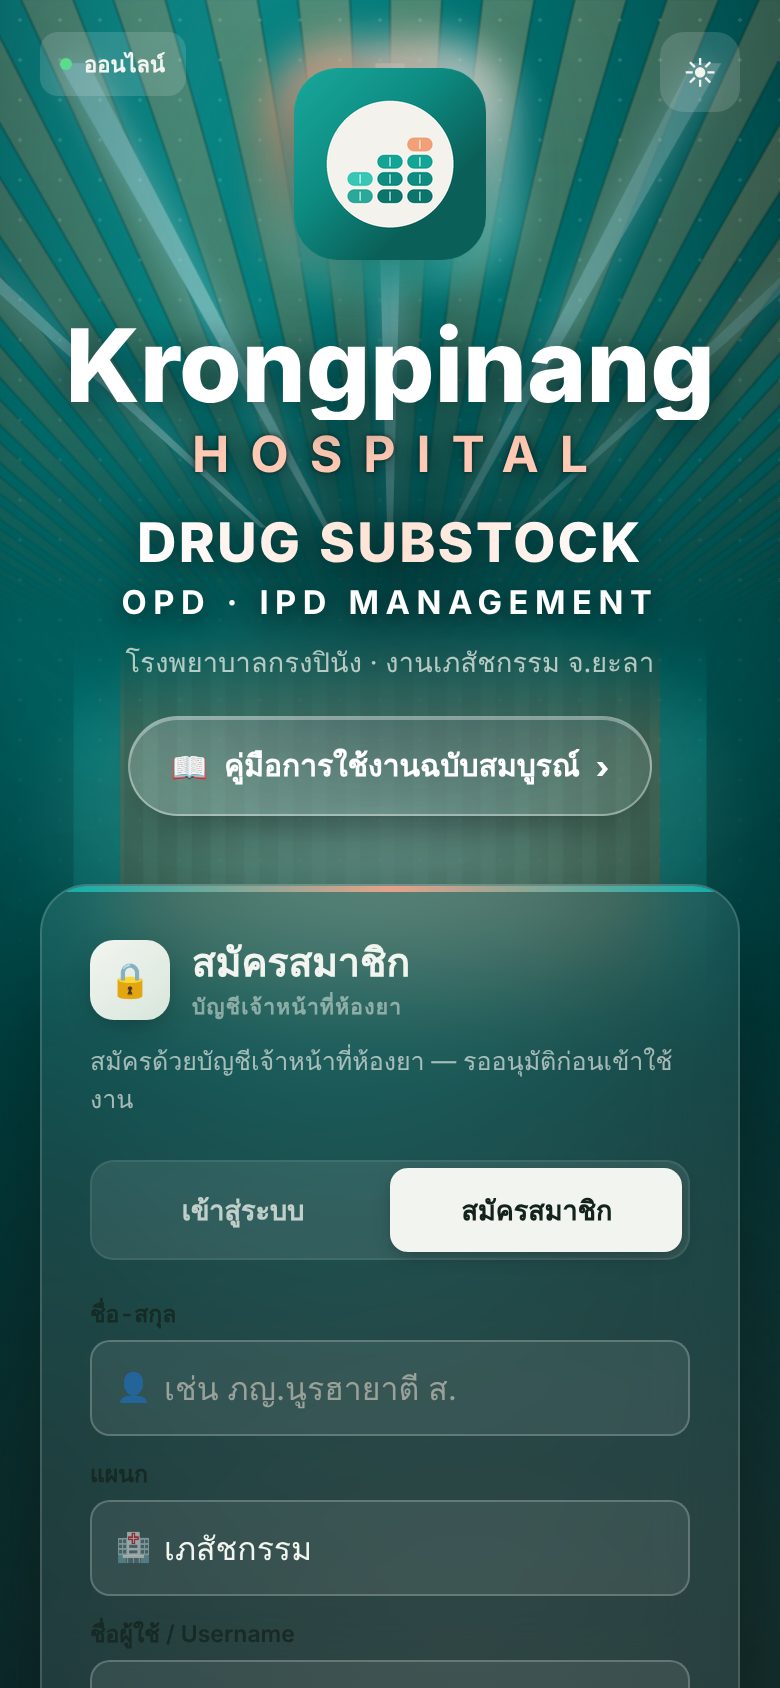 ออนไลน์
Krongpinang
HOSPITAL
DRUG SUBSTOCK
OPD · IPD MANAGEMENT
โรงพยาบาลกรงปินัง · งานเภสัชกรรม จ.ยะลา
คู่มือการใช้งานฉบับสมบูรณ์ ›
สมัครสมาชิก
บัญชีเจ้าหน้าที่ห้องยา
สมัครด้วยบัญชีเจ้าหน้าที่ห้องยา — รออนุมัติก่อนเข้าใช้
งาน
เข้าสู่ระบบ
สมัครสมาชิก
ชื่อ-สกุล
เช่น ภญ.นูรฮายาตี ส.
แผนก
เภสัชกรรม
ชื่อผู้ใช้ / Username